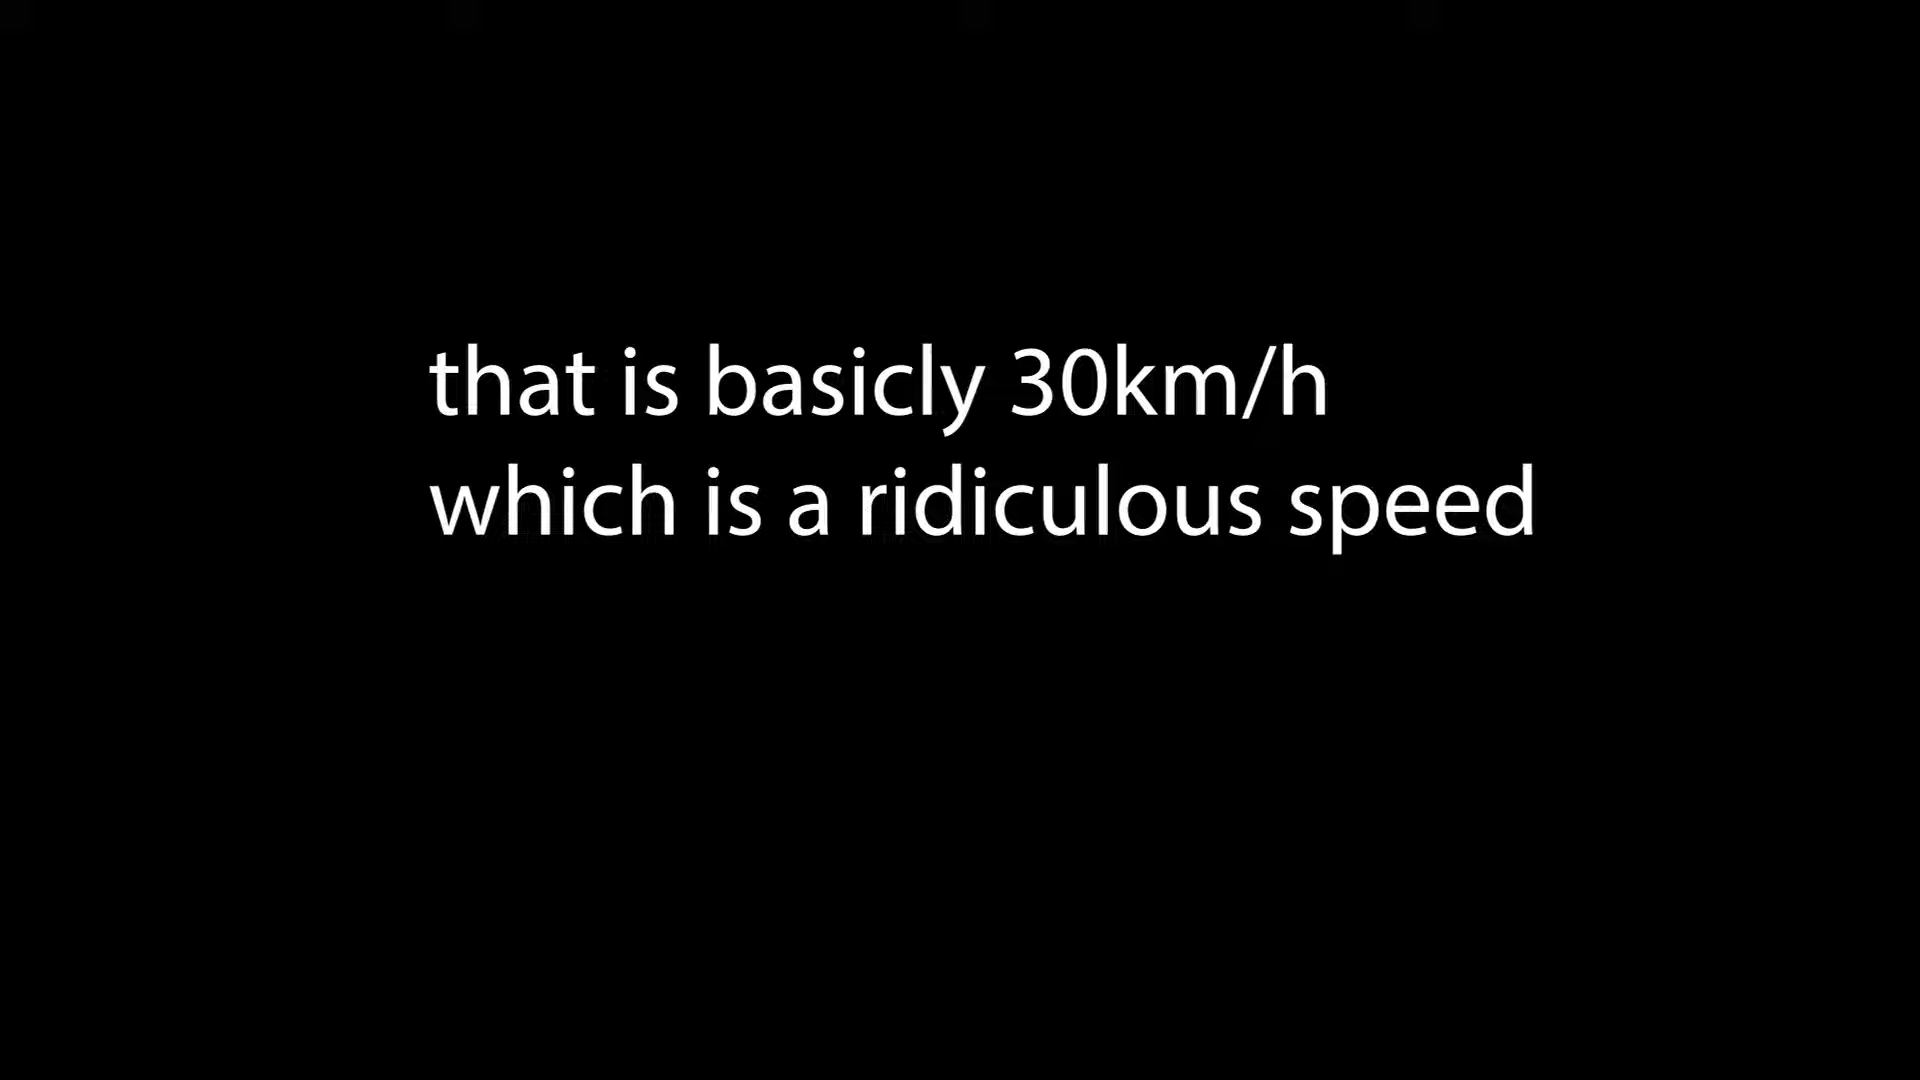 that is basicly 30km/h
which is a ridiculous speed